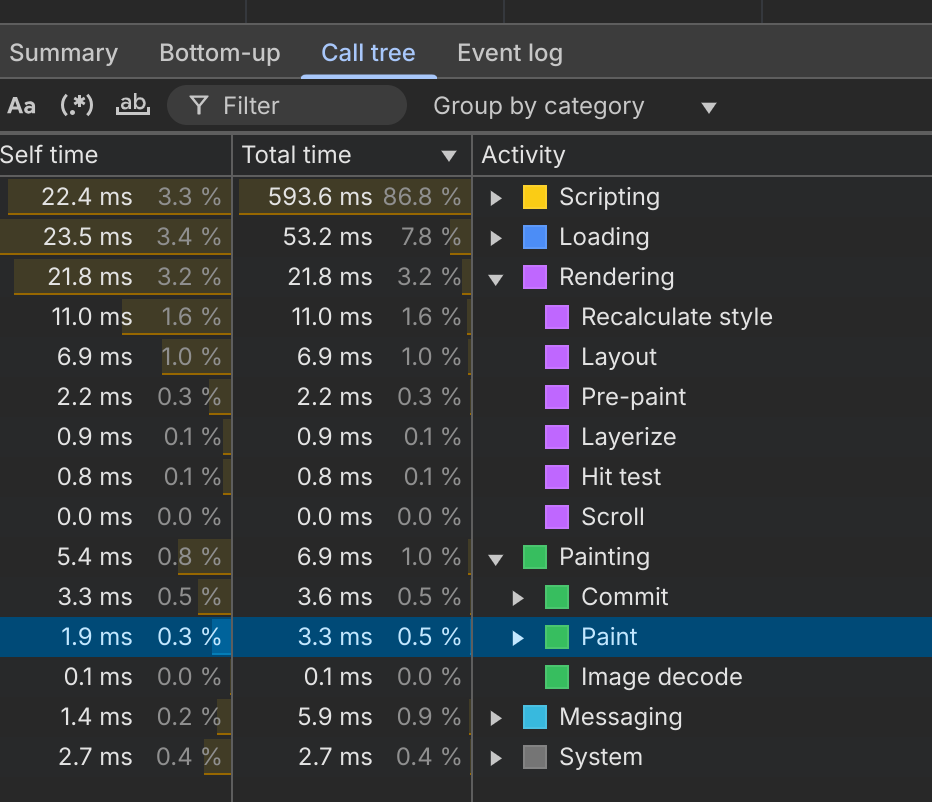 Summary Bottom-up Call tree Event log
Aa (.*) ab Filter Group by category
Self time Total time Activity
22.4 ms 3.3 % 593.6 ms 86.8 % Scripting
23.5 ms 3.4 % 53.2 ms 7.8 % Loading
21.8 ms 3.2 % 21.8 ms 3.2 % Rendering
11.0 ms 1.6 % 11.0 ms 1.6 % Recalculate style
6.9 ms 1.0 % 6.9 ms 1.0 % Layout
2.2 ms 0.3 % 2.2 ms 0.3 % Pre-paint
0.9 ms 0.1 % 0.9 ms 0.1 % Layerize
0.8 ms 0.1 % 0.8 ms 0.1 % Hit test
0.0 ms 0.0 % 0.0 ms 0.0 % Scroll
5.4 ms 0.8 % 6.9 ms 1.0 % Painting
3.3 ms 0.5 % 3.6 ms 0.5 % Commit
1.9 ms 0.3 % 3.3 ms 0.5 % Paint
0.1 ms 0.0 % 0.1 ms 0.0 % Image decode
1.4 ms 0.2 % 5.9 ms 0.9 % Messaging
2.7 ms 0.4 % 2.7 ms 0.4 % System